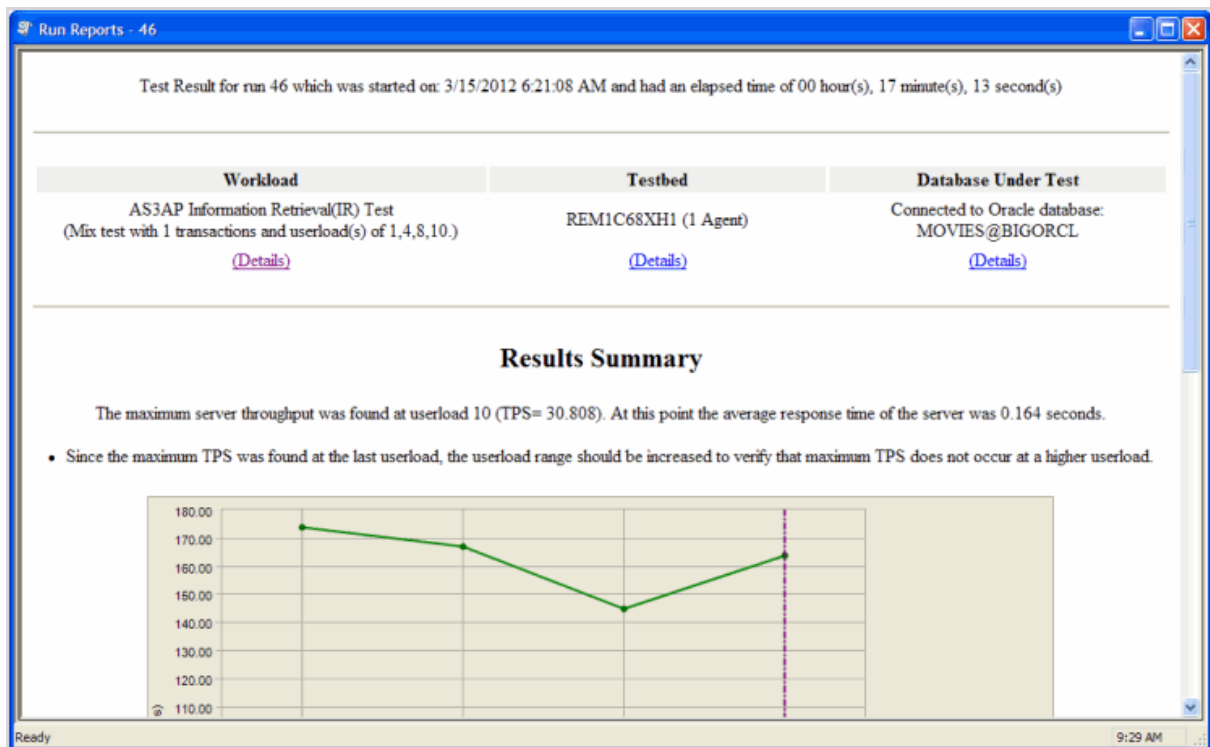 Run Reports - 46
Test Result for run 46 which was started on: 3/15/2012 6:21:08 AM and had an elapsed time of 00 hour(s), 17 minute(s), 13 second(s)
Workload
Testbed
Database Under Test
AS3AP Information Retrieval(IR) Test
(Mix test with 1 transactions and userload(s) of 1,4,8,10.)
REM1C68XH1 (1 Agent)
Connected to Oracle database:
MOVIES@BIGORCL
(Details)
(Details)
(Details)
Results Summary
The maximum server throughput was found at userload 10 (TPS= 30.808). At this point the average response time of the server was 0.164 seconds.
• Since the maximum TPS was found at the last userload, the userload range should be increased to verify that maximum TPS does not occur at a higher userload.
180.00
170.00
160.00
150.00
140.00
130.00
120.00
110.00
Ready
9:29 AM